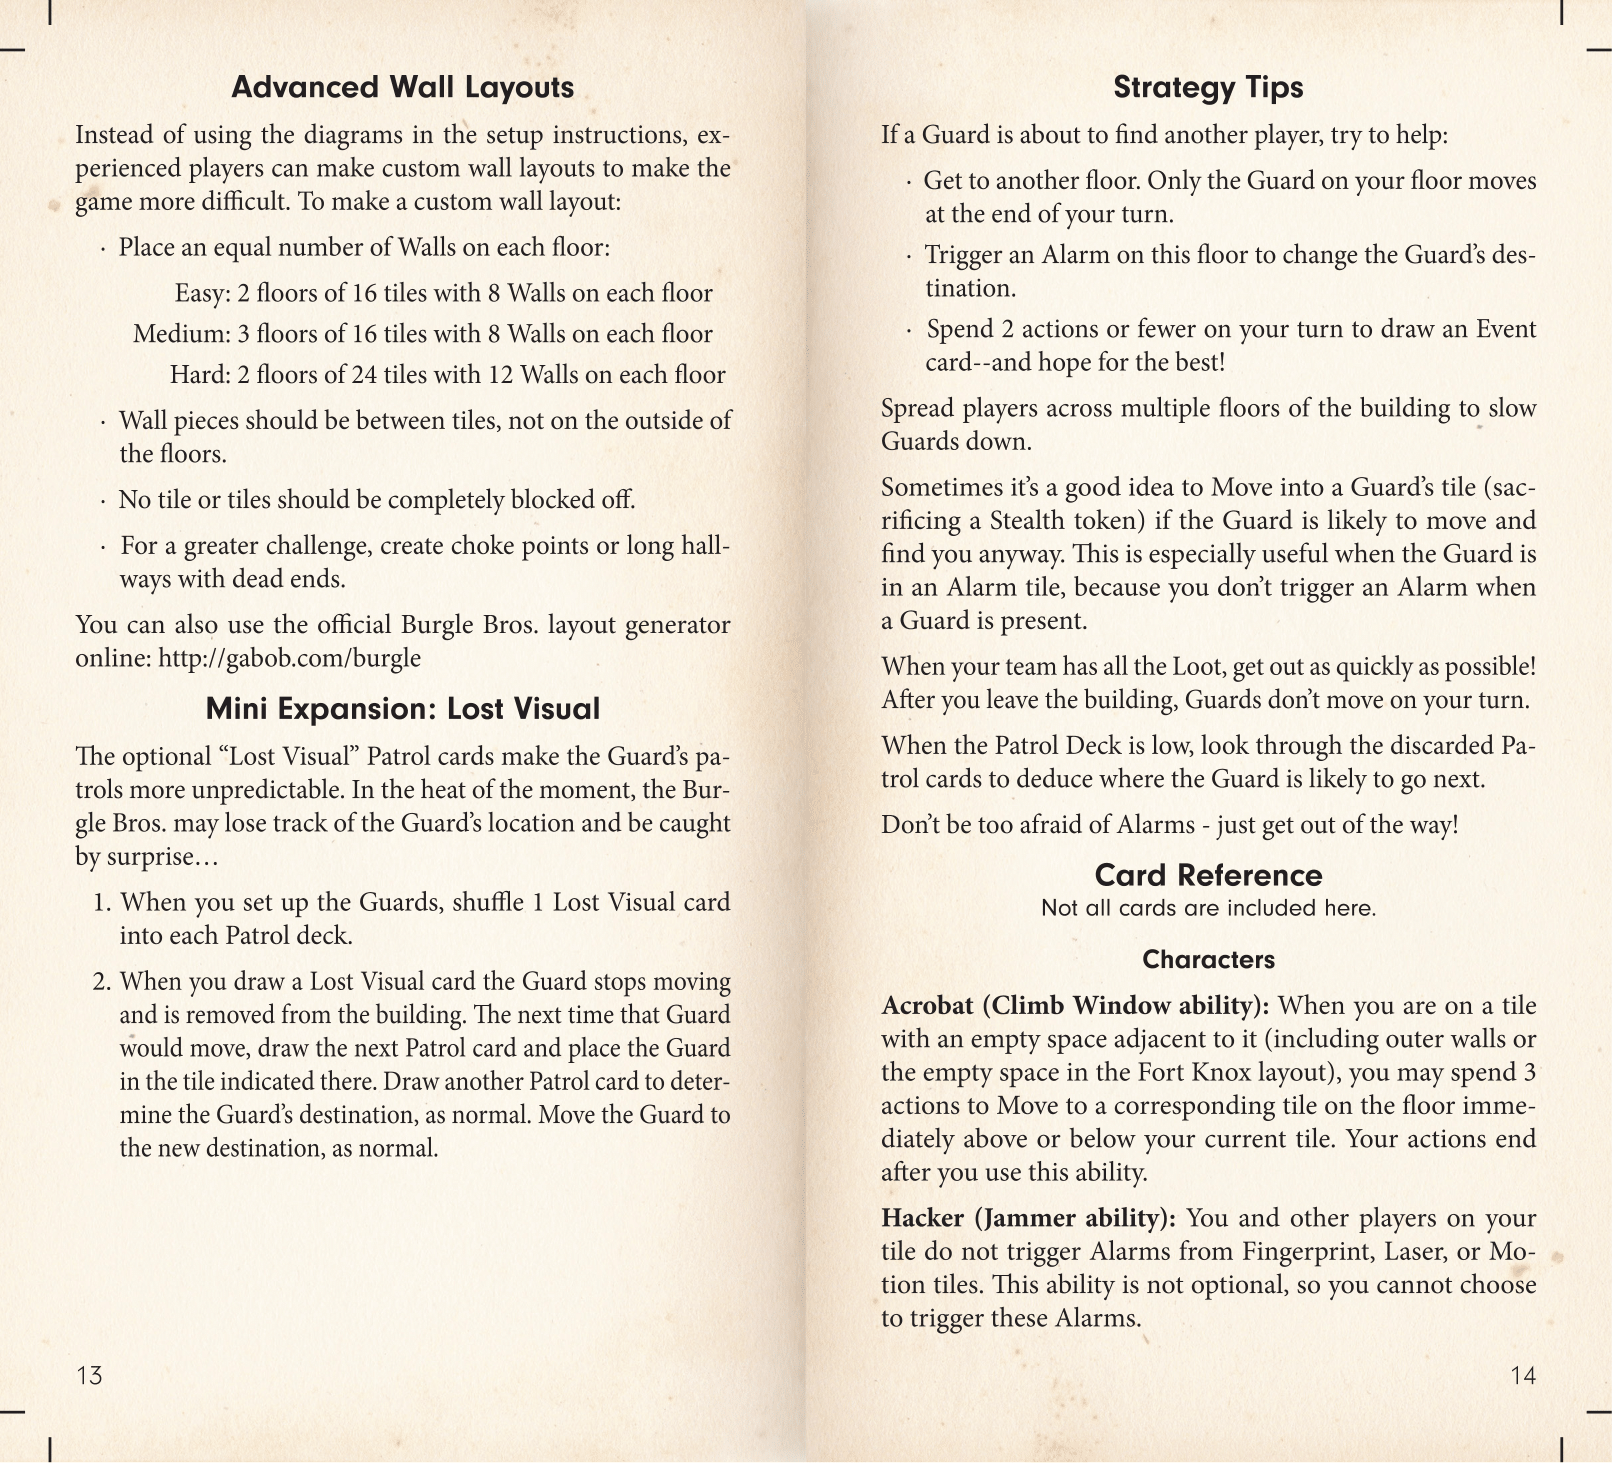 Advanced Wall Layouts
Instead of using the diagrams in the setup instructions, ex-
perienced players can make custom wall layouts to make the
game more difficult. To make a custom wall layout:
· Place an equal number of Walls on each floor:
Easy: 2 floors of 16 tiles with 8 Walls on each floor
Medium: 3 floors of 16 tiles with 8 Walls on each floor
Hard: 2 floors of 24 tiles with 12 Walls on each floor
· Wall pieces should be between tiles, not on the outside of
the floors.
· No tile or tiles should be completely blocked off.
· For a greater challenge, create choke points or long hall-
ways with dead ends.
You can also use the official Burgle Bros. layout generator
online: http://gabob.com/burgle
Mini Expansion: Lost Visual
The optional “Lost Visual” Patrol cards make the Guard’s pa-
trols more unpredictable. In the heat of the moment, the Bur-
gle Bros. may lose track of the Guard’s location and be caught
by surprise…
1. When you set up the Guards, shuffle 1 Lost Visual card
into each Patrol deck.
2. When you draw a Lost Visual card the Guard stops moving
and is removed from the building. The next time that Guard
would move, draw the next Patrol card and place the Guard
in the tile indicated there. Draw another Patrol card to deter-
mine the Guard’s destination, as normal. Move the Guard to
the new destination, as normal.
13
Strategy Tips
If a Guard is about to find another player, try to help:
· Get to another floor. Only the Guard on your floor moves
at the end of your turn.
· Trigger an Alarm on this floor to change the Guard’s des-
tination.
· Spend 2 actions or fewer on your turn to draw an Event
card--and hope for the best!
Spread players across multiple floors of the building to slow
Guards down.
Sometimes it’s a good idea to Move into a Guard’s tile (sac-
rificing a Stealth token) if the Guard is likely to move and
find you anyway. This is especially useful when the Guard is
in an Alarm tile, because you don’t trigger an Alarm when
a Guard is present.
When your team has all the Loot, get out as quickly as possible!
After you leave the building, Guards don’t move on your turn.
When the Patrol Deck is low, look through the discarded Pa-
trol cards to deduce where the Guard is likely to go next.
Don’t be too afraid of Alarms - just get out of the way!
Card Reference
Not all cards are included here.
Characters
Acrobat (Climb Window ability): When you are on a tile
with an empty space adjacent to it (including outer walls or
the empty space in the Fort Knox layout), you may spend 3
actions to Move to a corresponding tile on the floor imme-
diately above or below your current tile. Your actions end
after you use this ability.
Hacker (Jammer ability): You and other players on your
tile do not trigger Alarms from Fingerprint, Laser, or Mo-
tion tiles. This ability is not optional, so you cannot choose
to trigger these Alarms.
14